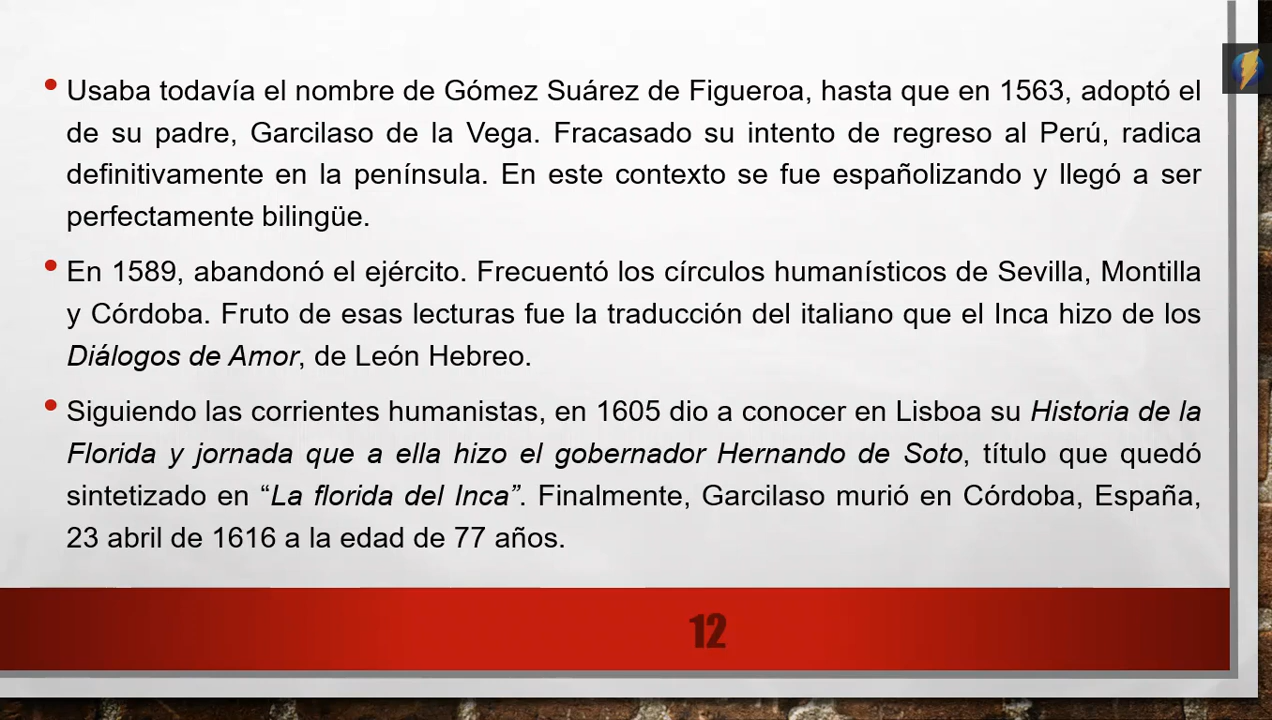 • Usaba todavía el nombre de Gómez Suárez de Figueroa, hasta que en 1563, adoptó el
de su padre, Garcilaso de la Vega. Fracasado su intento de regreso al Perú, radica
definitivamente en la península. En este contexto se fue españolizando y llegó a ser
perfectamente bilingüe.
• En 1589, abandonó el ejército. Frecuentó los círculos humanísticos de Sevilla, Montilla
y Córdoba. Fruto de esas lecturas fue la traducción del italiano que el Inca hizo de los
Diálogos de Amor, de León Hebreo.
• Siguiendo las corrientes humanistas, en 1605 dio a conocer en Lisboa su Historia de la
Florida y jornada que a ella hizo el gobernador Hernando de Soto, título que quedó
sintetizado en “La florida del Inca”. Finalmente, Garcilaso murió en Córdoba, España,
23 abril de 1616 a la edad de 77 años.
12